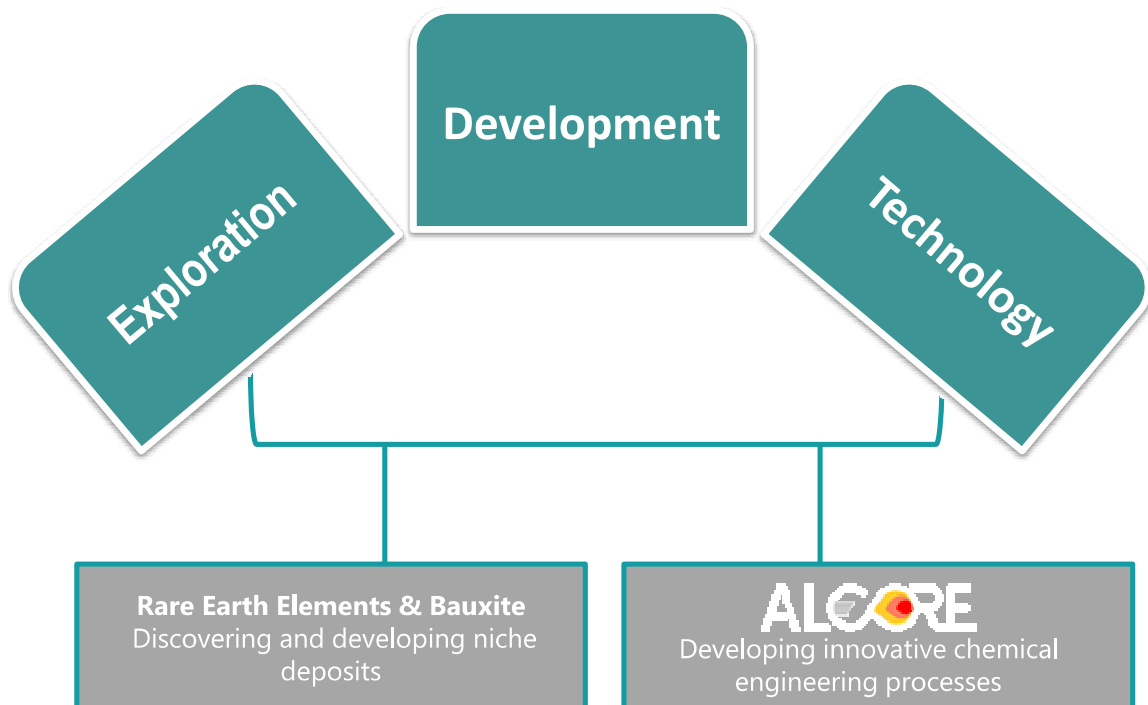 Development
Exploration
Technology
Rare Earth Elements & Bauxite
Discovering and developing niche
deposits
ALCORE
Developing innovative chemical
engineering processes